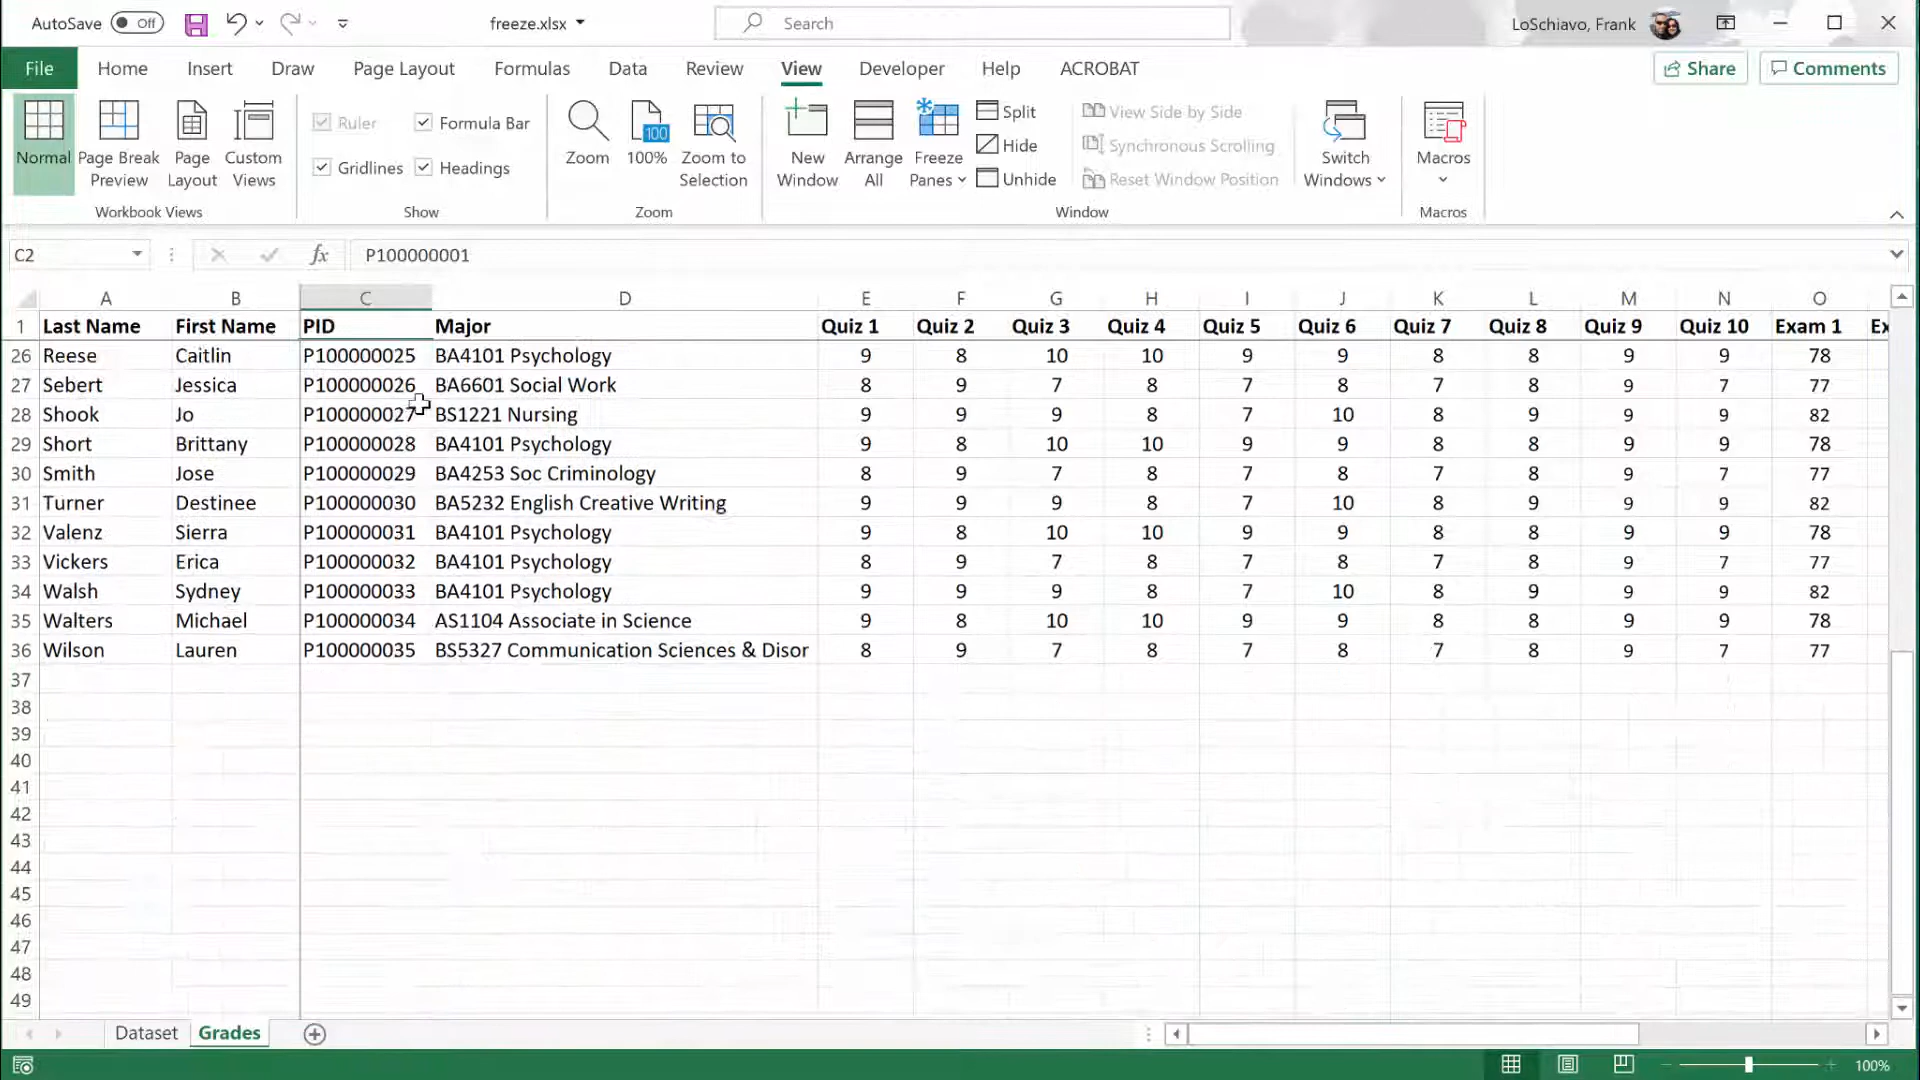 AutoSave Off freeze.xlsx Search LoSchiavo, Frank
File Home Insert Draw Page Layout Formulas Data Review View Developer Help ACROBAT Share Comments
Normal
Page Break Preview
Page Layout
Custom Views
Workbook Views
Ruler Formula Bar
Gridlines Headings
Show
Zoom
100
100%
Zoom to Selection
Zoom
New Window
Arrange All
Freeze Panes
Split
Hide
Unhide
View Side by Side
Synchronous Scrolling
Reset Window Position
Switch Windows
Window
Macros
Macros
C2 fx P100000001
A B C D E F G H I J K L M N O
1 Last Name First Name PID Major Quiz 1 Quiz 2 Quiz 3 Quiz 4 Quiz 5 Quiz 6 Quiz 7 Quiz 8 Quiz 9 Quiz 10 Exam 1 Ex
26 Reese Caitlin P100000025 BA4101 Psychology 9 8 10 10 9 9 8 8 9 9 78
27 Sebert Jessica P100000026 BA6601 Social Work 8 9 7 8 7 8 7 8 9 7 77
28 Shook Jo P100000027 BS1221 Nursing 9 9 9 8 7 10 8 9 9 9 82
29 Short Brittany P100000028 BA4101 Psychology 9 8 10 10 9 9 8 8 9 9 78
30 Smith Jose P100000029 BA4253 Soc Criminology 8 9 7 8 7 8 7 8 9 7 77
31 Turner Destinee P100000030 BA5232 English Creative Writing 9 9 9 8 7 10 8 9 9 9 82
32 Valenz Sierra P100000031 BA4101 Psychology 9 8 10 10 9 9 8 8 9 9 78
33 Vickers Erica P100000032 BA4101 Psychology 8 9 7 8 7 8 7 8 9 7 77
34 Walsh Sydney P100000033 BA4101 Psychology 9 9 9 8 7 10 8 9 9 9 82
35 Walters Michael P100000034 AS1104 Associate in Science 9 8 10 10 9 9 8 8 9 9 78
36 Wilson Lauren P100000035 BS5327 Communication Sciences & Disor 8 9 7 8 7 8 7 8 9 7 77
37
38
39
40
41
42
43
44
45
46
47
48
49
Dataset Grades
100%